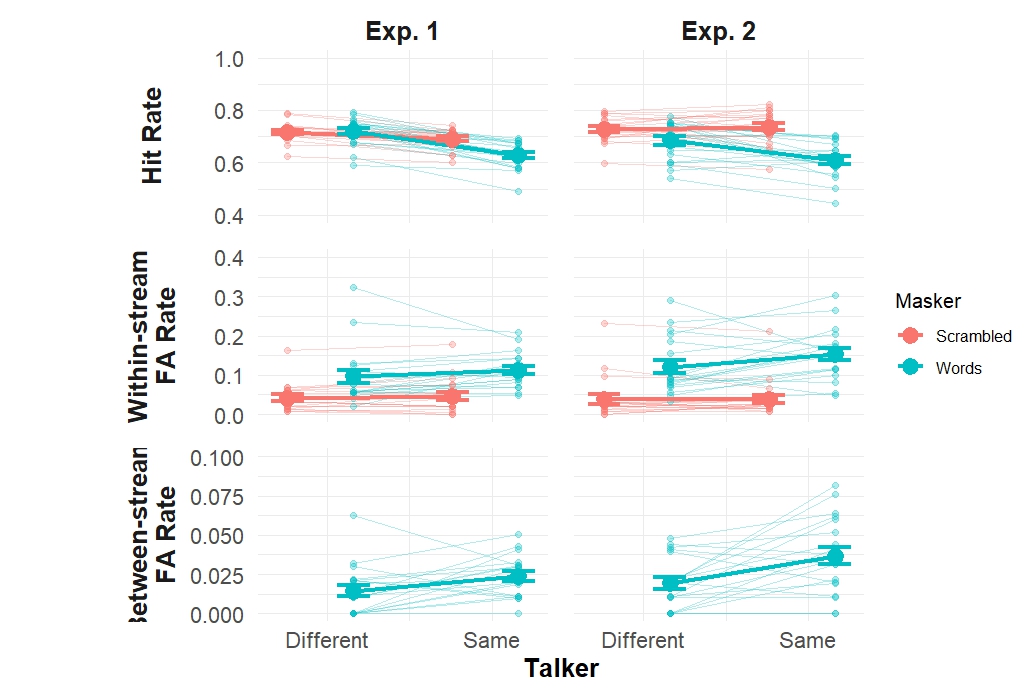 Exp. 1
Exp. 2
Hit Rate
1.0
0.8
0.6
0.4
Within-stream
FA Rate
0.4
0.3
0.2
0.1
0.0
Between-stream
FA Rate
0.100
0.075
0.050
0.025
0.000
Different
Same
Different
Same
Talker
Masker
Scrambled
Words